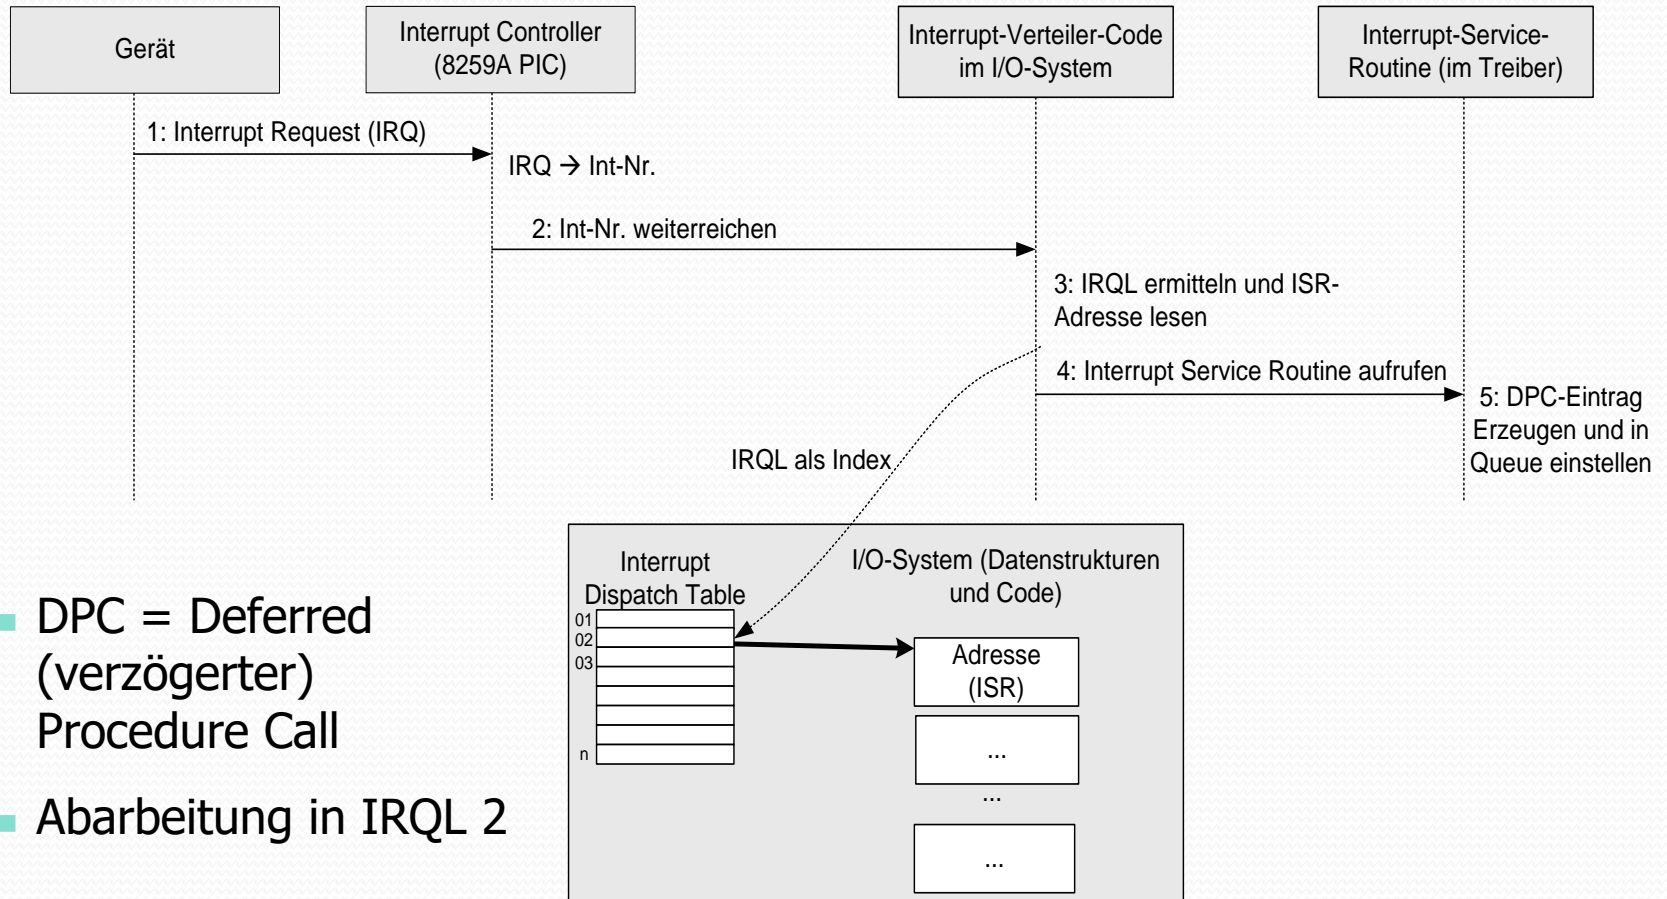 Gerät
Interrupt Controller
(8259A PIC)
Interrupt-Verteiler-Code
im I/O-System
Interrupt-Service-
Routine (im Treiber)
1: Interrupt Request (IRQ)
IRQ → Int-Nr.
2: Int-Nr. weiterreichen
3: IRQL ermitteln und ISR-
Adresse lesen
4: Interrupt Service Routine aufrufen
5: DPC-Eintrag
Erzeugen und in
Queue einstellen
IRQL als Index
Interrupt
Dispatch Table
01
02
03
n
I/O-System (Datenstrukturen
und Code)
Adresse
(ISR)
...
...
...
DPC = Deferred
(verzögerter)
Procedure Call
Abarbeitung in IRQL 2